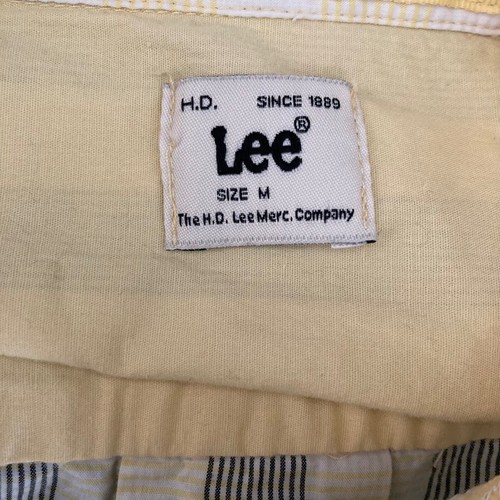 H.D. SINCE 1889
Lee®
SIZE M
The H.D. Lee Merc. Company